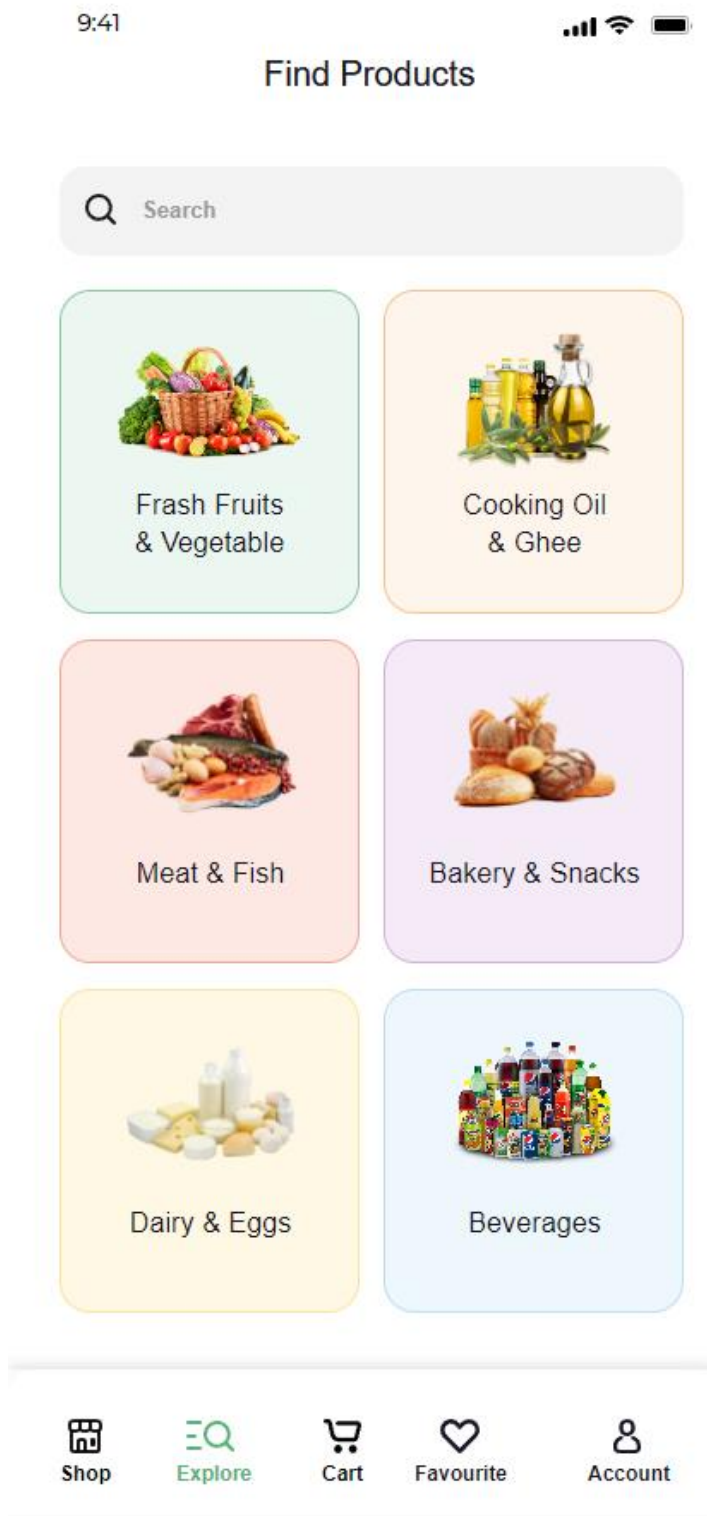 9:41
Find Products
Search
Frash Fruits
& Vegetable
Cooking Oil
& Ghee
Meat & Fish
Bakery & Snacks
Dairy & Eggs
Beverages
Shop
Explore
Cart
Favourite
Account